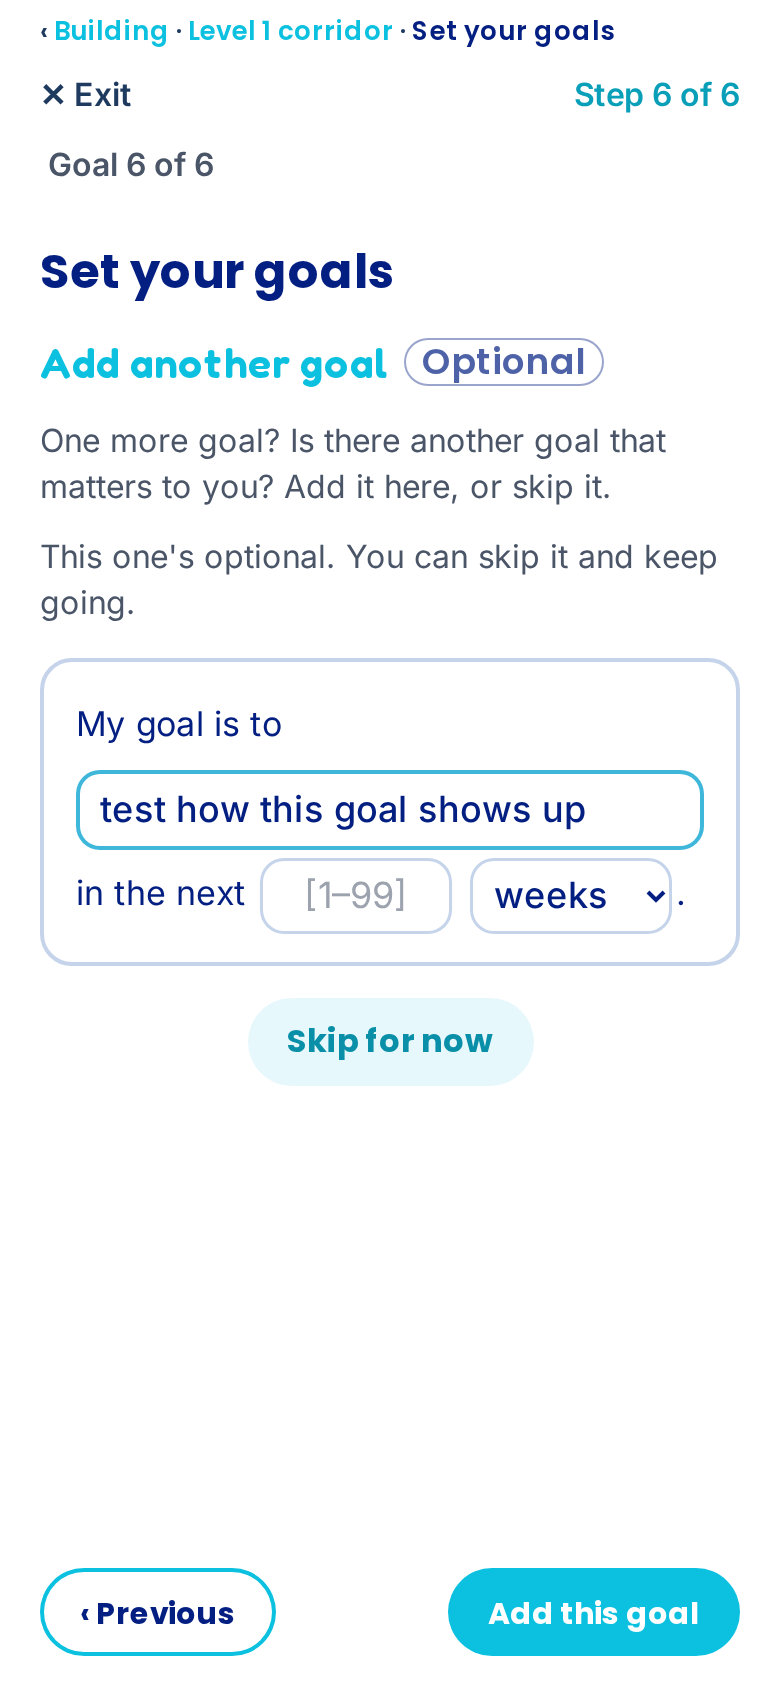 ‹ Building · Level 1 corridor · Set your goals
✕ Exit
Step 6 of 6
Goal 6 of 6
Set your goals
Add another goal Optional
One more goal? Is there another goal that
matters to you? Add it here, or skip it.
This one's optional. You can skip it and keep
going.
My goal is to
test how this goal shows up
in the next [1–99] weeks .
Skip for now
‹ Previous
Add this goal